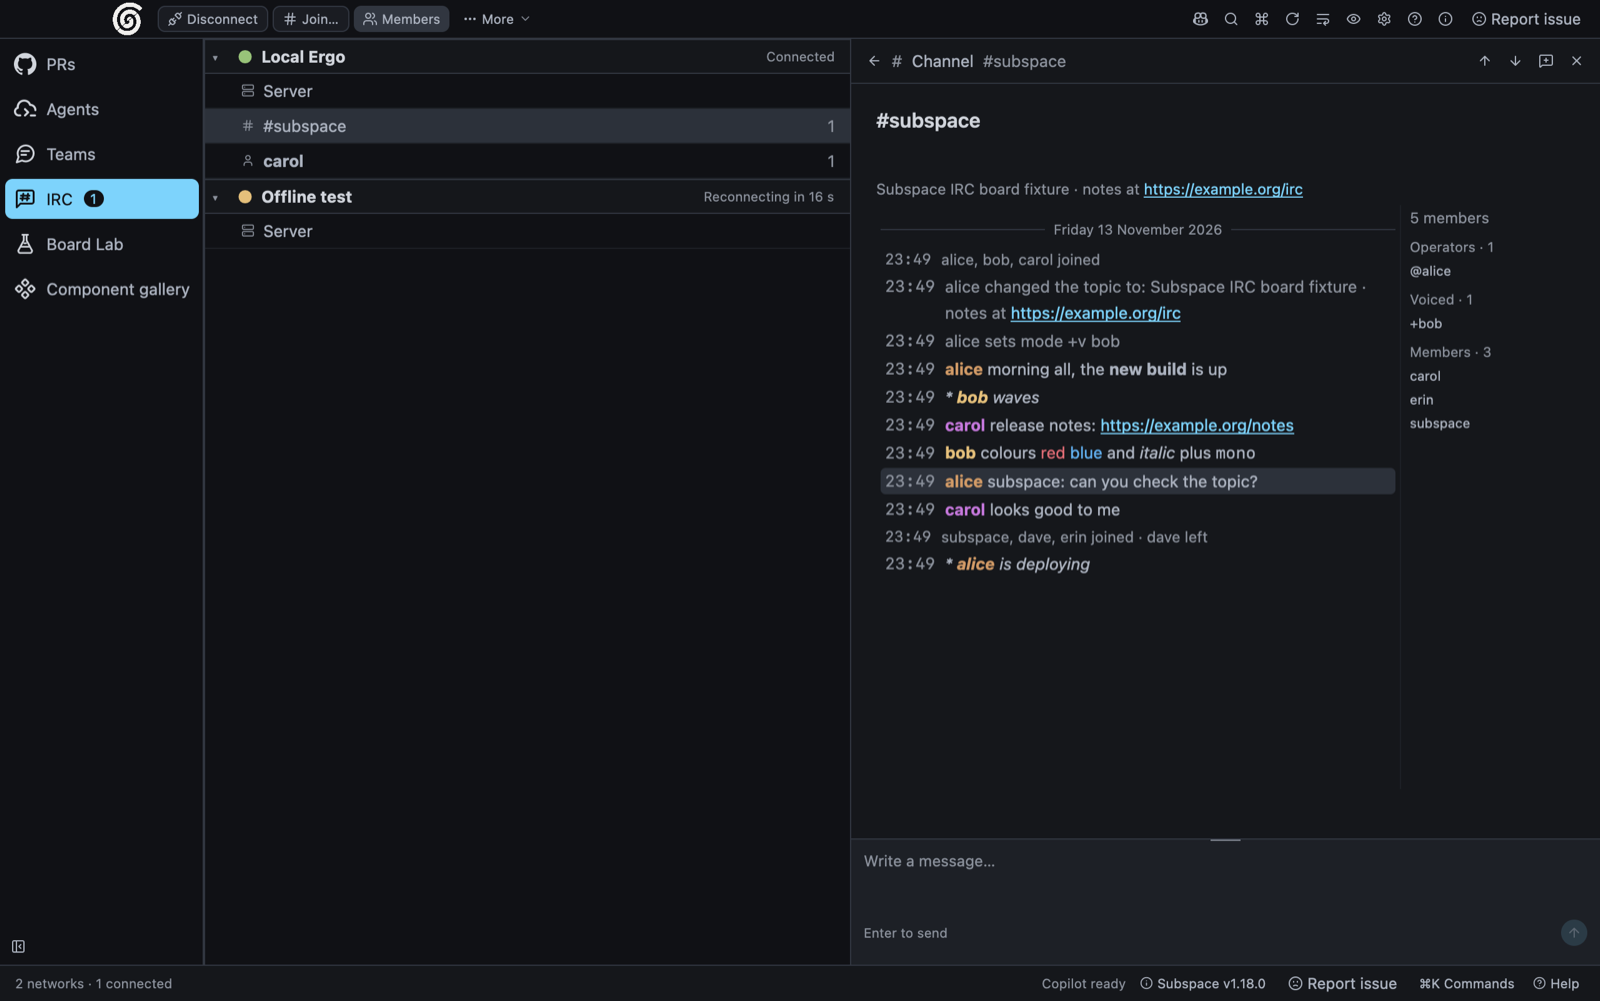 Disconnect
Join...
Members
More
Report issue
PRs
Agents
Teams
IRC 1
Board Lab
Component gallery
Local Ergo Connected
Server
#subspace 1
carol 1
Offline test Reconnecting in 16 s
Server
# Channel #subspace
#subspace
Subspace IRC board fixture · notes at https://example.org/irc
Friday 13 November 2026
23:49 alice, bob, carol joined
23:49 alice changed the topic to: Subspace IRC board fixture ·
notes at https://example.org/irc
23:49 alice sets mode +v bob
23:49 alice morning all, the new build is up
23:49 * bob waves
23:49 carol release notes: https://example.org/notes
23:49 bob colours red blue and italic plus mono
23:49 alice subspace: can you check the topic?
23:49 carol looks good to me
23:49 subspace, dave, erin joined · dave left
23:49 * alice is deploying
5 members
Operators · 1
@alice
Voiced · 1
+bob
Members · 3
carol
erin
subspace
Write a message...
Enter to send
2 networks · 1 connected
Copilot ready
Subspace v1.18.0
Report issue
⌘K Commands
Help